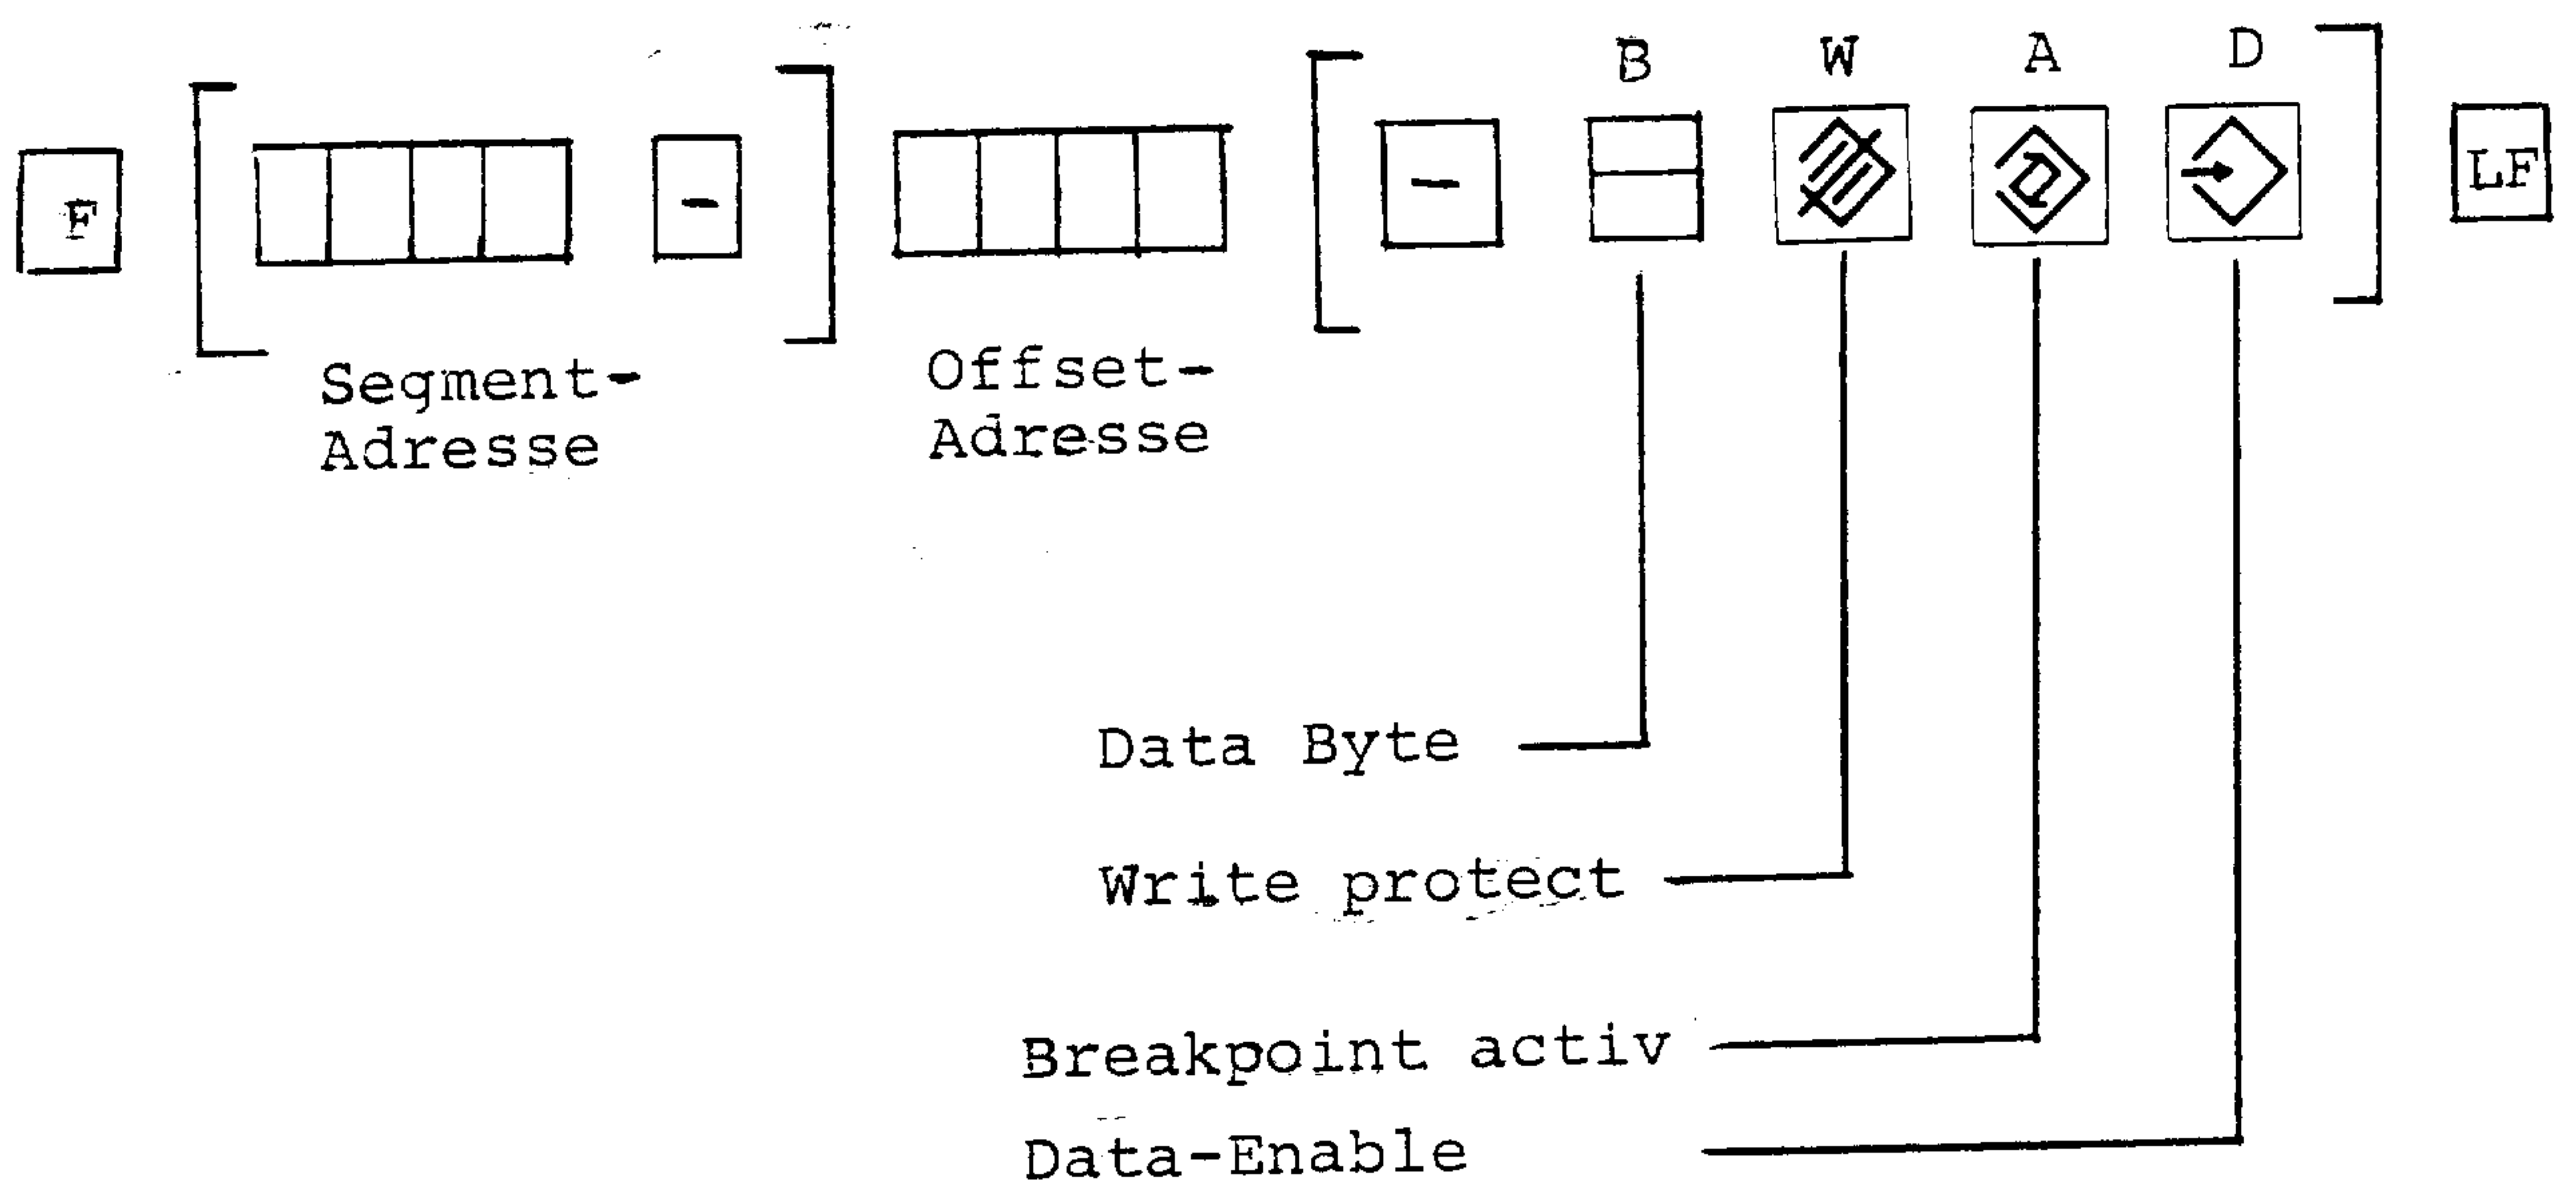 B W A D
F - - LF
Segment-
Adresse
Offset-
Adresse
Data Byte
Write protect
Breakpoint activ
Data-Enable